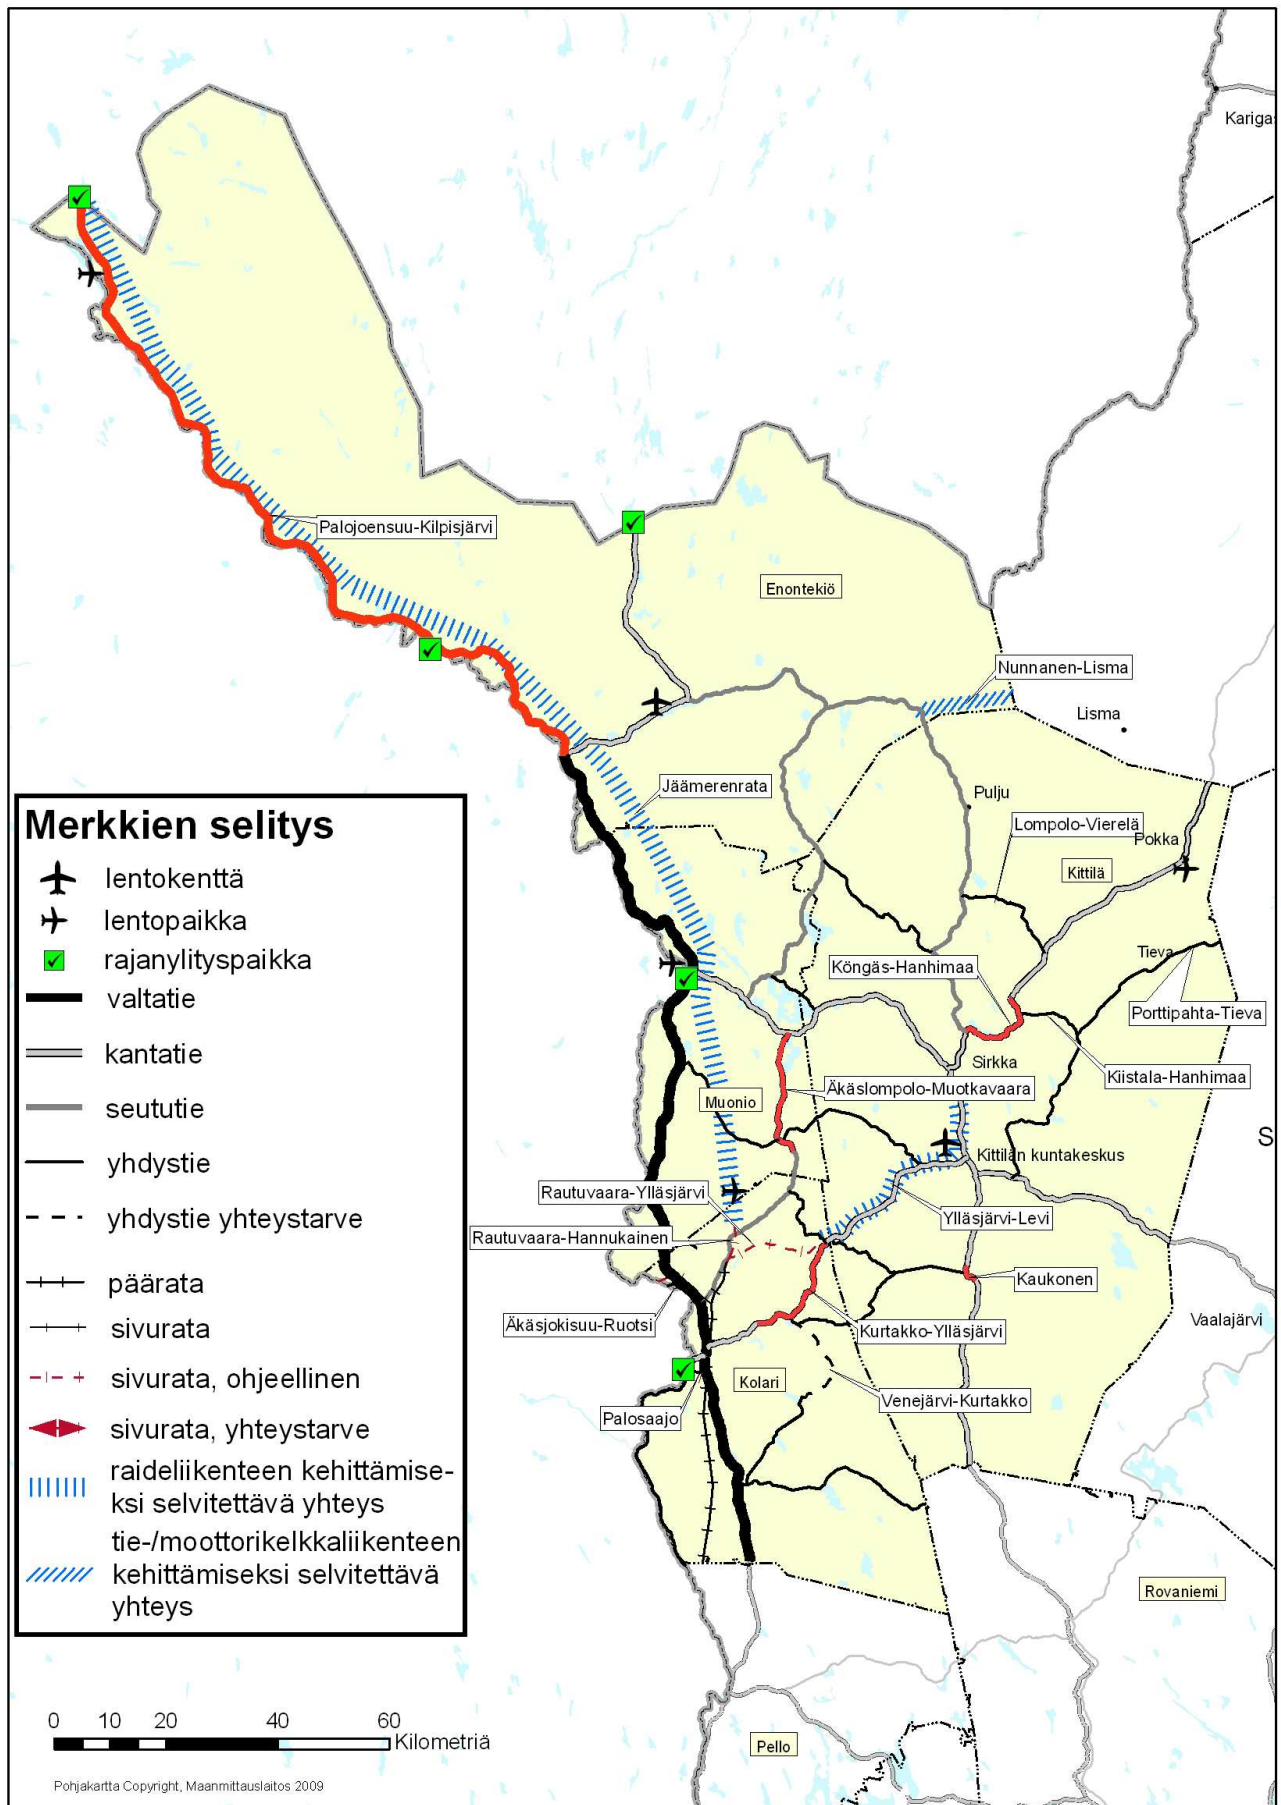 Karigas
Palojoensuu-Kilpisjärvi
Enontekiö
Nunnanen-Lisma
Lisma
Jäämerenrata
Pulju
Lompolo-Vierelä
Pokka
Kittilä
Tieva
Köngäs-Hanhimaa
Porttipahta-Tieva
Sirkka
Kiistala-Hanhimaa
Äkäslompolo-Muotkavaara
Muonio
S
Kittilän kuntakeskus
Rautuvaara-Ylläsjärvi
Ylläsjärvi-Levi
Rautuvaara-Hannukainen
Kaukonen
Äkäsjokisuu-Ruotsi
Kurtakko-Ylläsjärvi
Vaalajärvi
Kolari
Venejärvi-Kurtakko
Palosaajo
Rovaniemi
Pello
Merkkien selitys
lentokenttä
lentopaikka
rajanylityspaikka
valtatie
kantatie
seututie
yhdystie
yhdystie yhteystarve
päärata
sivurata
sivurata, ohjeellinen
sivurata, yhteystarve
raideliikenteen kehittämise-
ksi selvitettävä yhteys
tie-/moottorikelkkaliikenteen
kehittämiseksi selvitettävä
yhteys
0 10 20 40 60
Kilometriä
Pohjakartta Copyright, Maanmittauslaitos 2009